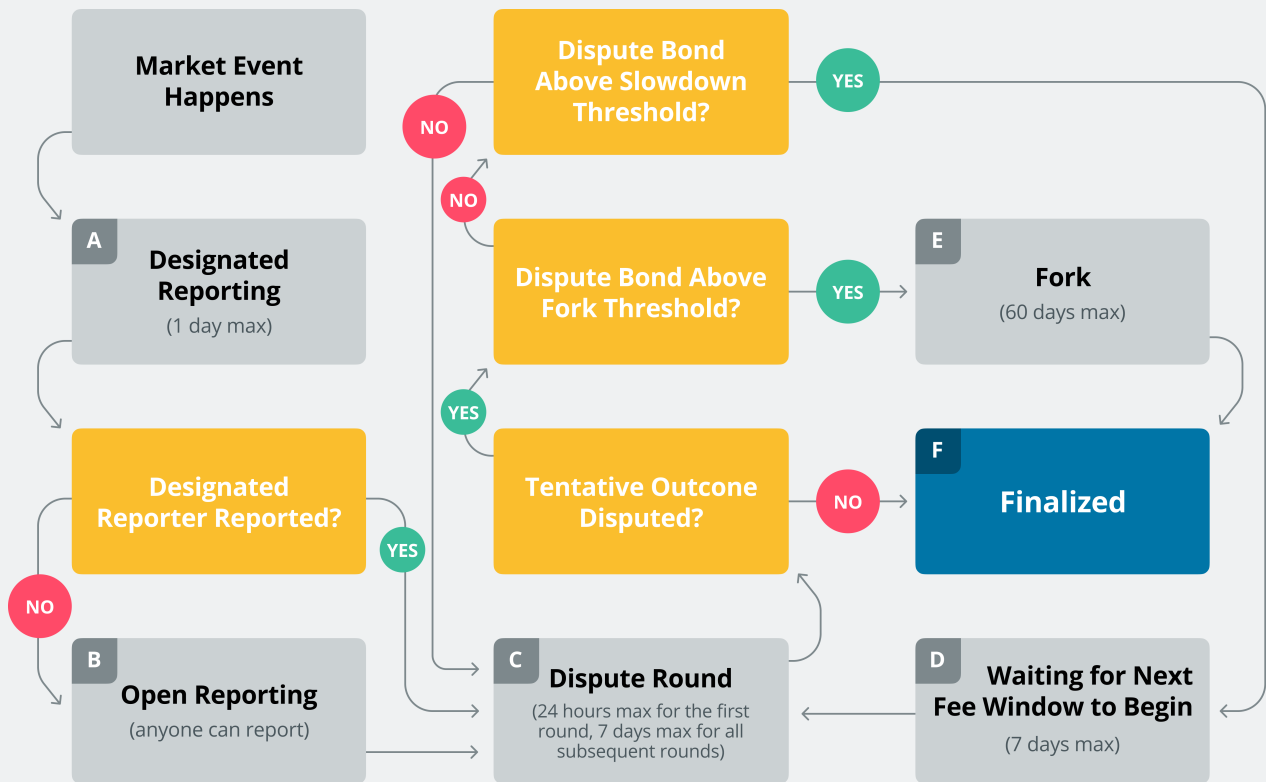 Market Event
Happens
A
Designated
Reporting
(1 day max)
Designated
Reporter Reported?
NO
YES
B
Open Reporting
(anyone can report)
Dispute Bond
Above Slowdown
Threshold?
NO
YES
NO
Dispute Bond Above
Fork Threshold?
YES
YES
Tentative Outcone
Disputed?
NO
C
Dispute Round
(24 hours max for the first
round, 7 days max for all
subsequent rounds)
E
Fork
(60 days max)
F
Finalized
D
Waiting for Next
Fee Window to Begin
(7 days max)